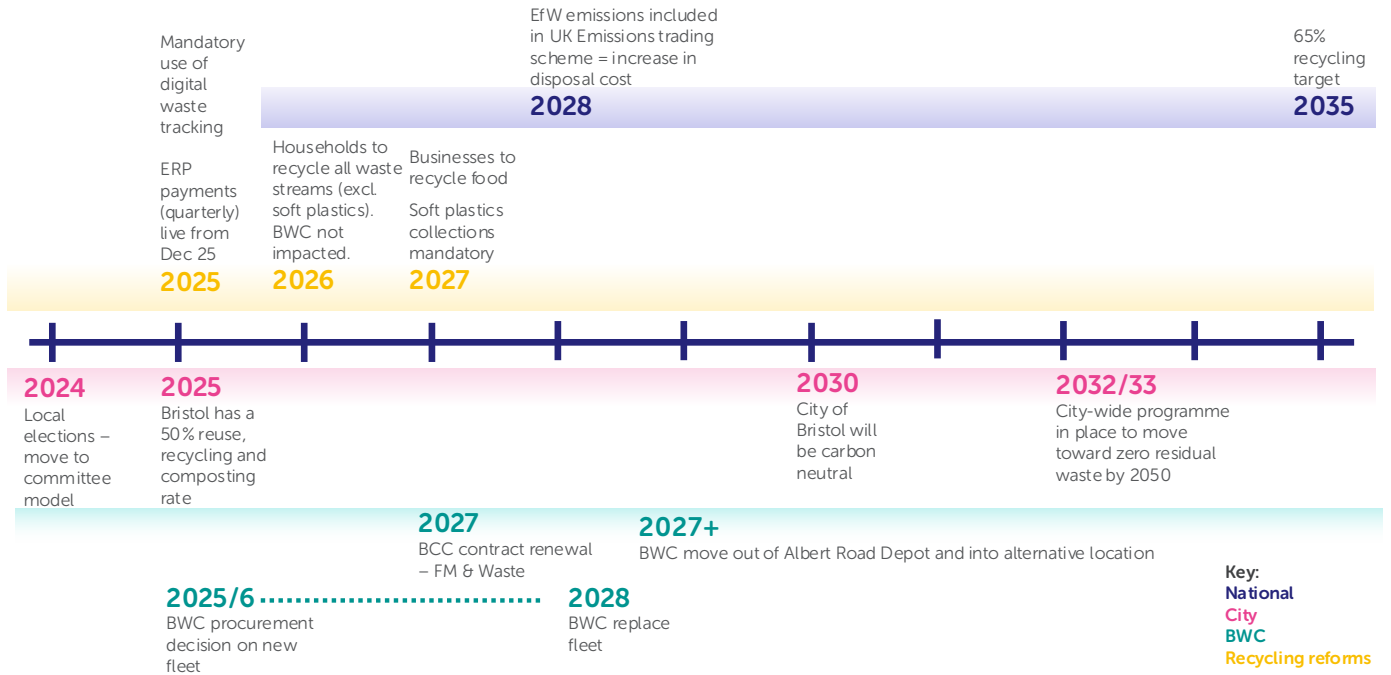 Mandatory
use of
digital
waste
tracking
ERP
payments
(quarterly)
live from
Dec 25
2025
Households to
recycle all waste
streams (excl.
soft plastics).
BWC not
impacted.
2026
Businesses to
recycle food
Soft plastics
collections
mandatory
2027
EfW emissions included
in UK Emissions trading
scheme = increase in
disposal cost
2028
65%
recycling
target
2035
2024
Local
elections –
move to
committee
model
2025
Bristol has a
50% reuse,
recycling and
composting
rate
2030
City of
Bristol will
be carbon
neutral
2032/33
City-wide programme
in place to move
toward zero residual
waste by 2050
2027
BCC contract renewal
– FM & Waste
2027+
BWC move out of Albert Road Depot and into alternative location
2025/6
BWC procurement
decision on new
fleet
2028
BWC replace
fleet
Key:
National
City
BWC
Recycling reforms